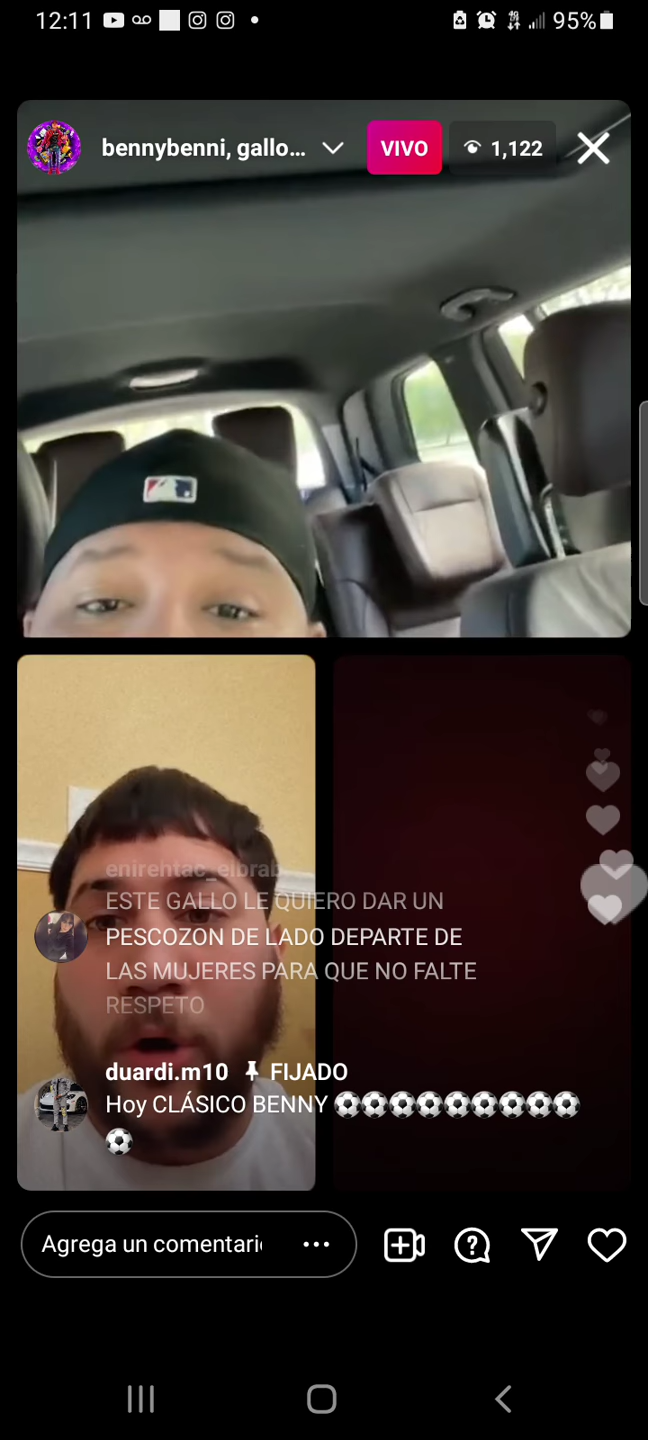 12:11
95%
bennybenni, gallo...
VIVO
1,122
enirehtac_elbrab
ESTE GALLO LE QUIERO DAR UN
PESCOZON DE LADO DEPARTE DE
LAS MUJERES PARA QUE NO FALTE
RESPETO
duardi.m10 FIJADO
Hoy CLÁSICO BENNY ⚽⚽⚽⚽⚽⚽⚽⚽⚽
⚽
Agrega un comentari